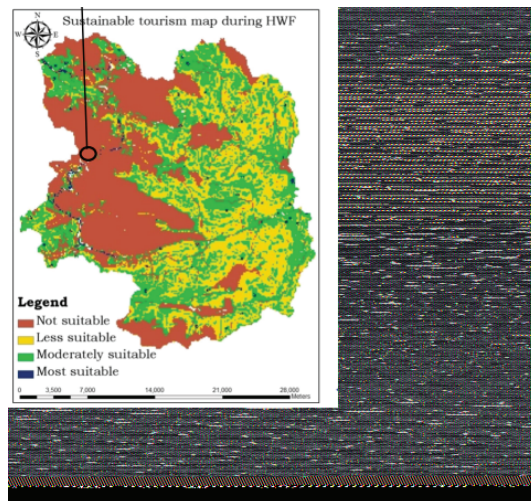 Sustainable tourism map during HWF
N
W E
S
Legend
Not suitable
Less suitable
Moderately suitable
Most suitable
0 3,500 7,000 14,000 21,000 28,000
Meters